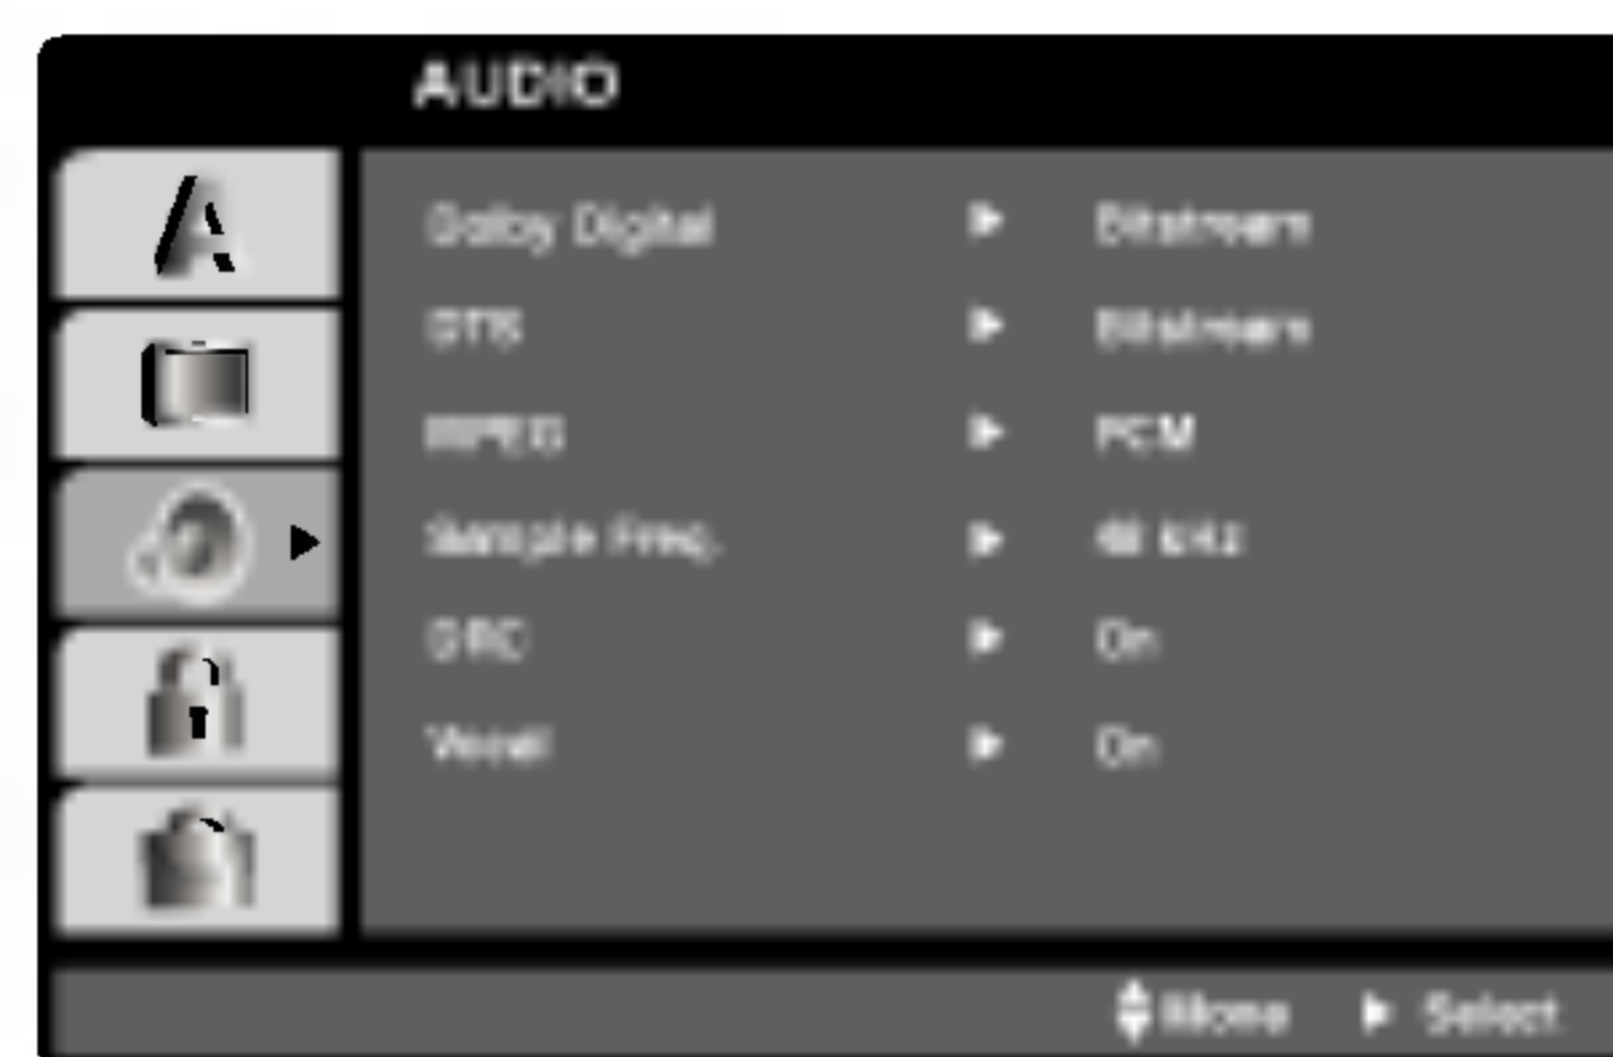 AUDIO
A
Dolby Digital Bitstream
DTS Bitstream
MPEG PCM
Sample Freq. 48 kHz
DRC On
Vocal On
Move Select